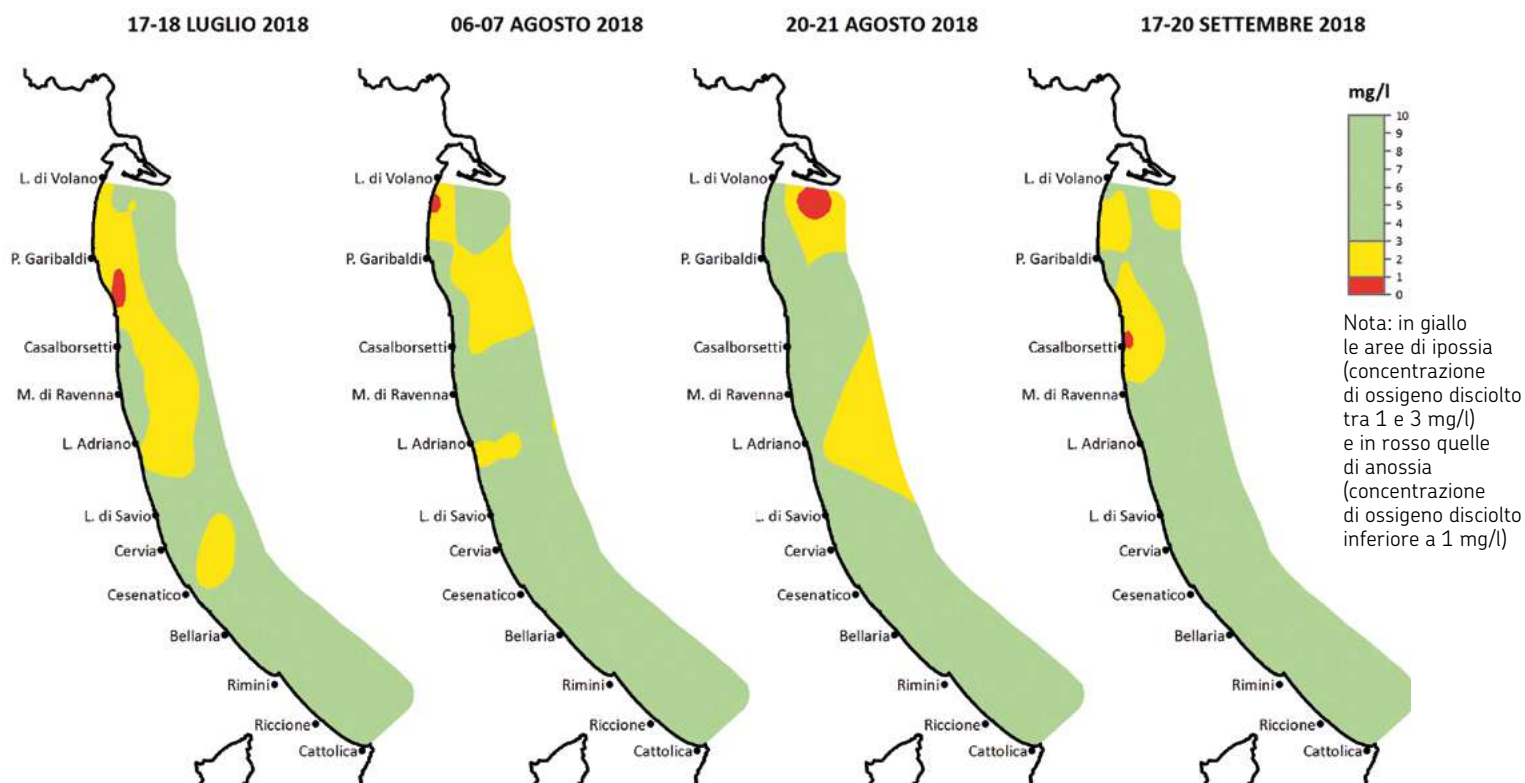 17-18 LUGLIO 2018
06-07 AGOSTO 2018
20-21 AGOSTO 2018
17-20 SETTEMBRE 2018
L. di Volano
P. Garibaldi
Casalborsetti
M. di Ravenna
L. Adriano
L. di Savio
Cervia
Cesenatico
Bellaria
Rimini
Riccione
Cattolica
L. di Volano
P. Garibaldi
Casalborsetti
M. di Ravenna
L. Adriano
L. di Savio
Cervia
Cesenatico
Bellaria
Rimini
Riccione
Cattolica
L. di Volano
P. Garibaldi
Casalborsetti
M. di Ravenna
L. Adriano
L. di Savio
Cervia
Cesenatico
Bellaria
Rimini
Riccione
Cattolica
L. di Volano
P. Garibaldi
Casalborsetti
M. di Ravenna
L. Adriano
L. di Savio
Cervia
Cesenatico
Bellaria
Rimini
Riccione
Cattolica
mg/l
10
9
8
7
6
5
4
3
2
1
0
Nota: in giallo
le aree di ipossia
(concentrazione
di ossigeno disciolto
tra 1 e 3 mg/l)
e in rosso quelle
di anossia
(concentrazione
di ossigeno disciolto
inferiore a 1 mg/l)